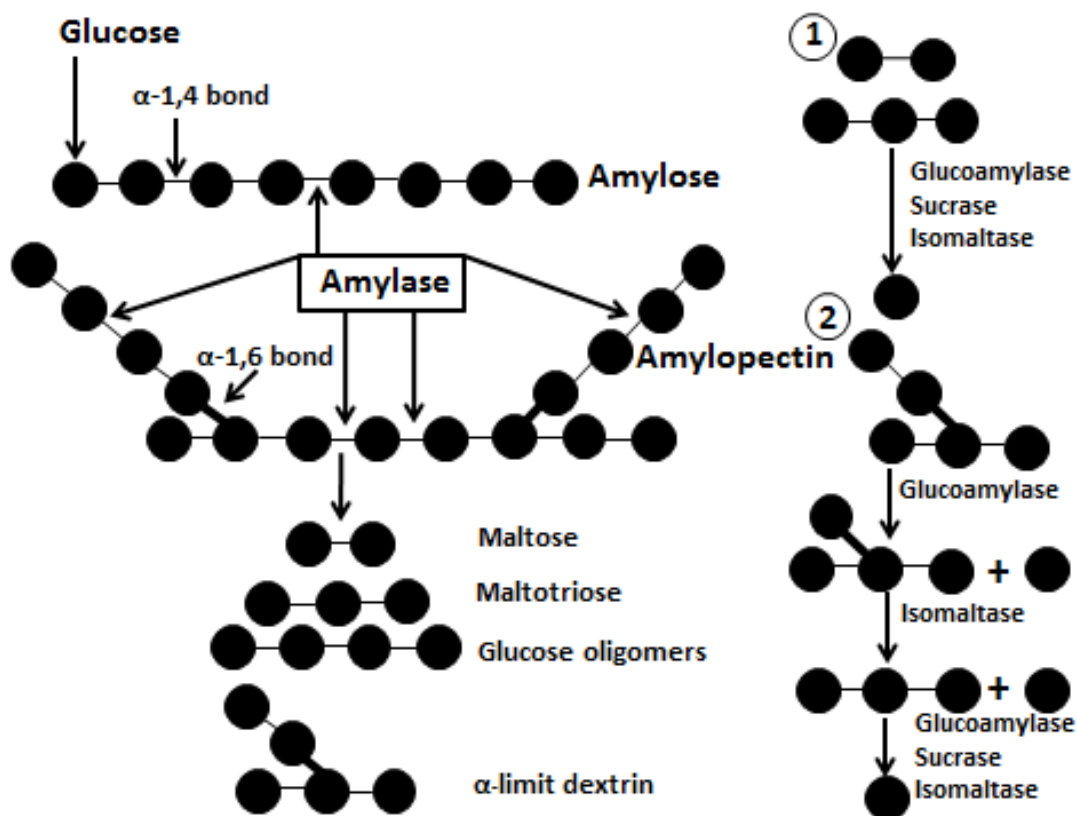 Glucose
α-1,4 bond
Amylose
Amylase
α-1,6 bond
Amylopectin
Maltose
Maltotriose
Glucose oligomers
α-limit dextrin
1
Glucoamylase
Sucrase
Isomaltase
2
Glucoamylase
+
Isomaltase
+
Glucoamylase
Sucrase
Isomaltase